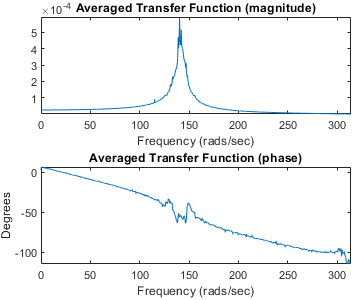 ×10⁻⁴ Averaged Transfer Function (magnitude)
5
4
3
2
1
0 50 100 150 200 250 300
Frequency (rads/sec)
Averaged Transfer Function (phase)
0
-50
-100
Degrees
0 50 100 150 200 250 300
Frequency (rads/sec)